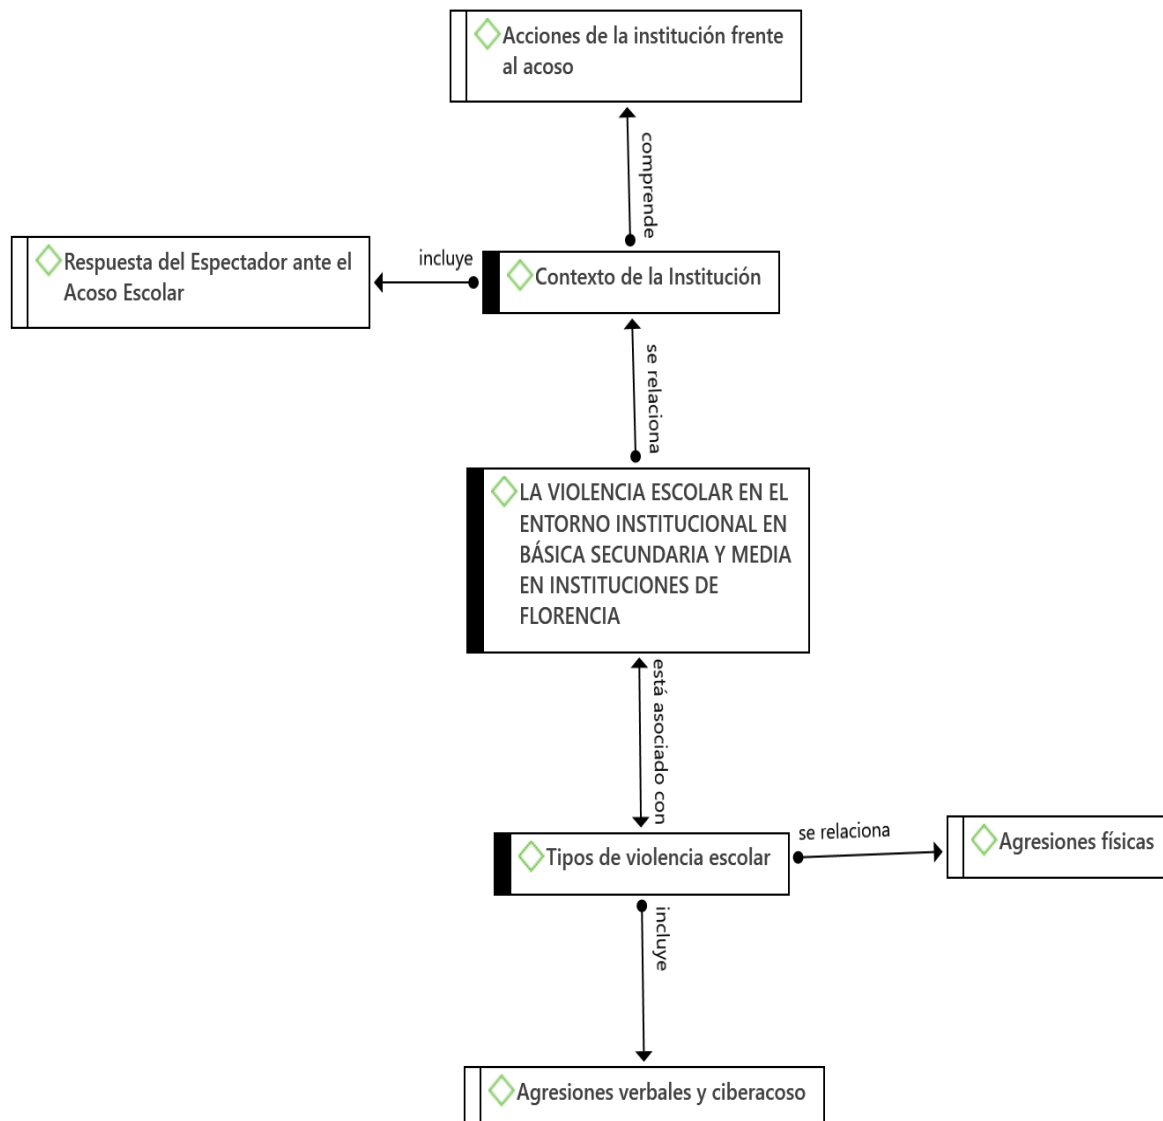 Acciones de la institución frente
al acoso
comprende
Respuesta del Espectador ante el
Acoso Escolar
incluye
Contexto de la Institución
se relaciona
LA VIOLENCIA ESCOLAR EN EL
ENTORNO INSTITUCIONAL EN
BÁSICA SECUNDARIA Y MEDIA
EN INSTITUCIONES DE
FLORENCIA
está asociado con
Tipos de violencia escolar
se relaciona
Agresiones físicas
incluye
Agresiones verbales y ciberacoso